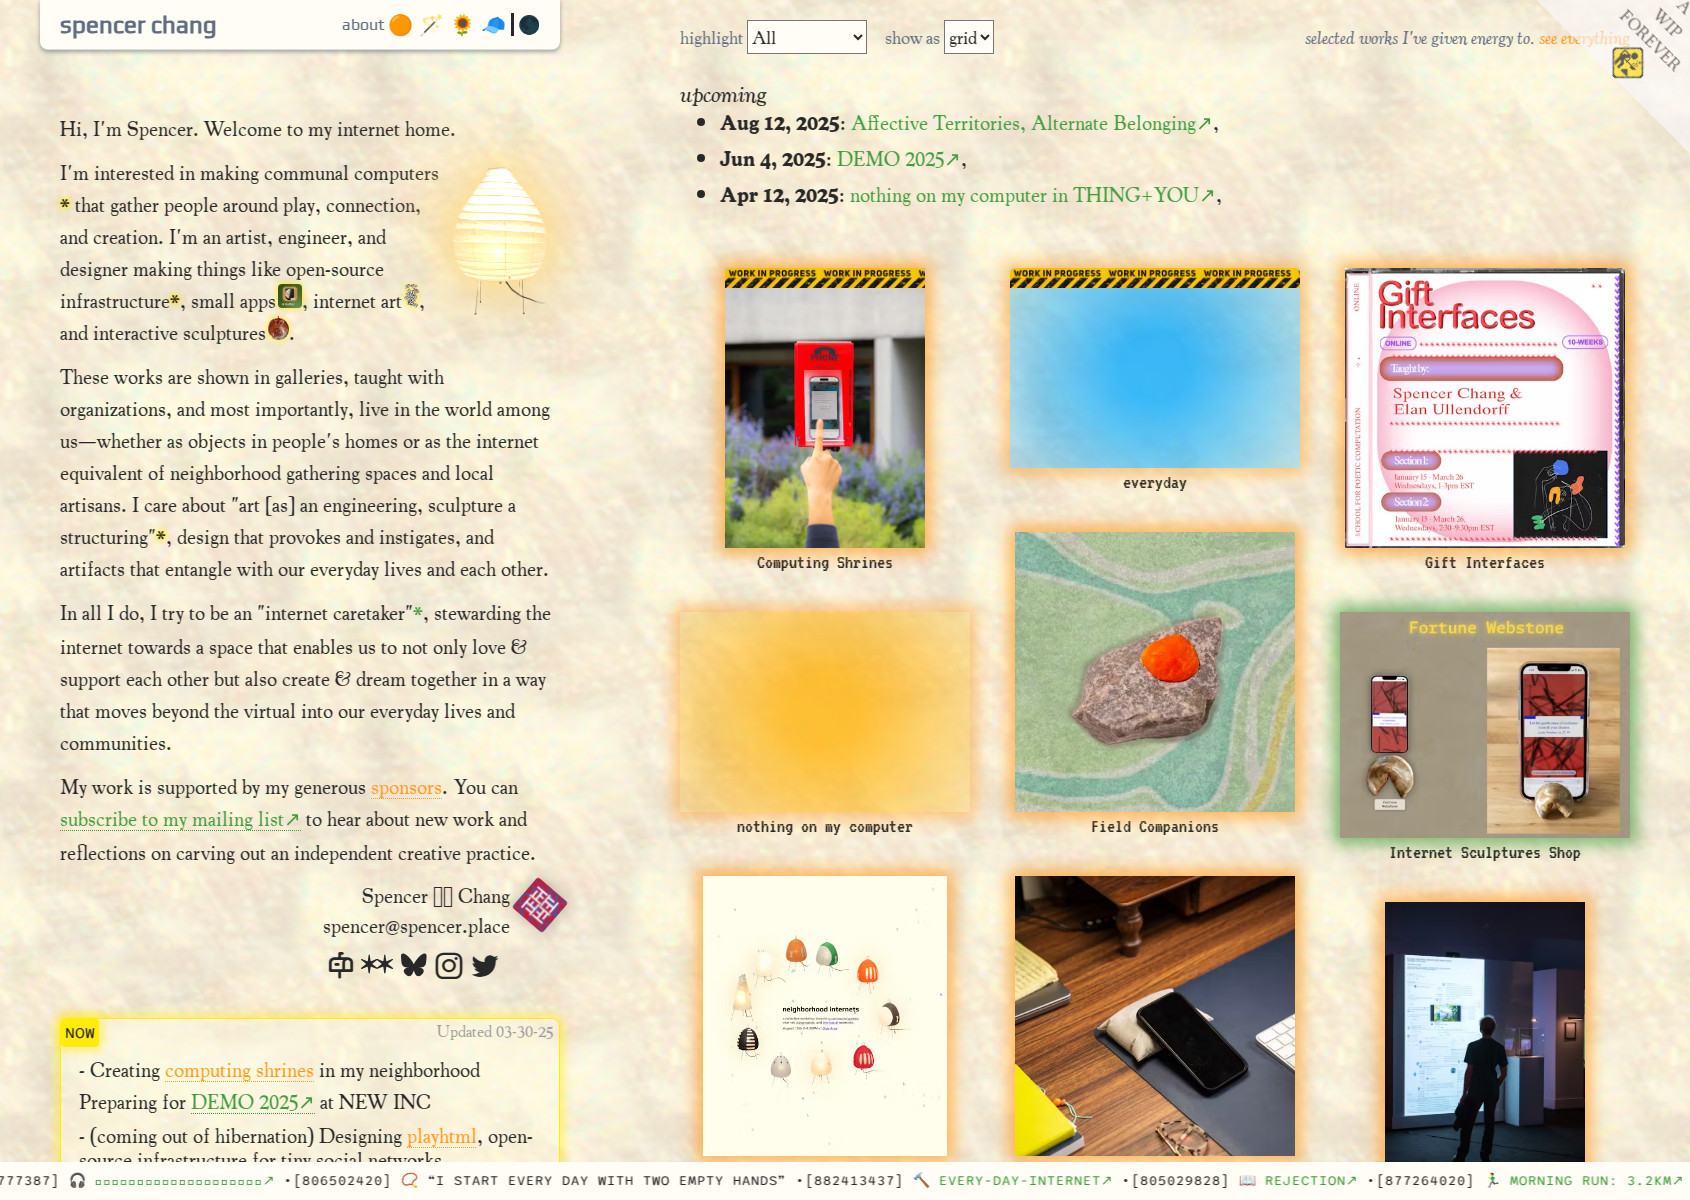 spencer chang
about
highlight All
show as grid
selected works I've given energy to. see everything
A WIP FOREVER
Hi, I'm Spencer. Welcome to my internet home.
I'm interested in making communal computers
* that gather people around play, connection,
and creation. I'm an artist, engineer, and
designer making things like open-source
infrastructure*, small apps, internet art,
and interactive sculptures.
These works are shown in galleries, taught with
organizations, and most importantly, live in the world among
us—whether as objects in people's homes or as the internet
equivalent of neighborhood gathering spaces and local
artisans. I care about "art [as] an engineering, sculpture a
structuring"*, design that provokes and instigates, and
artifacts that entangle with our everyday lives and each other.
In all I do, I try to be an "internet caretaker"*, stewarding the
internet towards a space that enables us to not only love &
support each other but also create & dream together in a way
that moves beyond the virtual into our everyday lives and
communities.
My work is supported by my generous sponsors. You can
subscribe to my mailing list↗ to hear about new work and
reflections on carving out an independent creative practice.
Spencer Chang
spencer@spencer.place
NOW
Updated 03-30-25
- Creating computing shrines in my neighborhood
Preparing for DEMO 2025↗ at NEW INC
- (coming out of hibernation) Designing playhtml, open-
source infrastructure for tiny social networks
upcoming
• Aug 12, 2025: Affective Territories, Alternate Belonging↗,
• Jun 4, 2025: DEMO 2025↗,
• Apr 12, 2025: nothing on my computer in THING+YOU↗,
WORK IN PROGRESS WORK IN PROGRESS W
PHONE
Computing Shrines
WORK IN PROGRESS WORK IN PROGRESS WORK IN PROGRESS
everyday
ONLINE
SCHOOL FOR POETIC COMPUTATION
Gift
Interfaces
ONLINE
10-WEEKS
Taught by:
Spencer Chang &
Elan Ullendorff
Section 1:
January 15 - March 26
Wednesdays, 1-3pm EST
Section 2:
January 15 - March 26,
Wednesdays, 7:30-9:30pm EST
Gift Interfaces
nothing on my computer
Field Companions
Fortune Webstone
Internet Sculptures Shop
neighborhood internets
777387] ↗ •[806502420] “I START EVERY DAY WITH TWO EMPTY HANDS” •[882413437] EVERY-DAY-INTERNET↗ •[805029828] REJECTION↗ •[877264020] MORNING RUN: 3.2KM↗